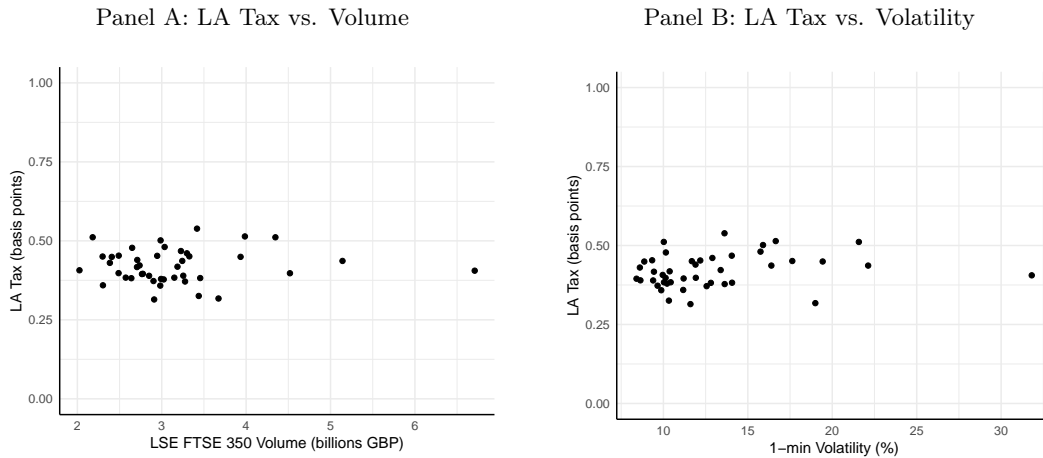 Panel A: LA Tax vs. Volume
1.00
0.75
0.50
0.25
0.00
LA Tax (basis points)
2 3 4 5 6
LSE FTSE 350 Volume (billions GBP)
Panel B: LA Tax vs. Volatility
1.00
0.75
0.50
0.25
0.00
LA Tax (basis points)
10 15 20 25 30
1−min Volatility (%)